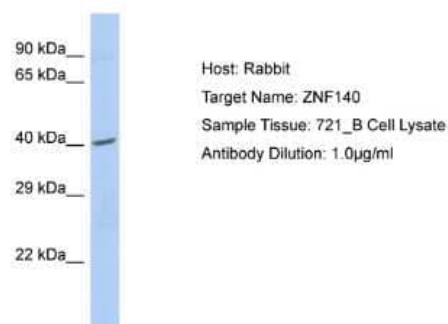 90 kDa
65 kDa
40 kDa
29 kDa
22 kDa
Host: Rabbit
Target Name: ZNF140
Sample Tissue: 721_B Cell Lysate
Antibody Dilution: 1.0µg/ml